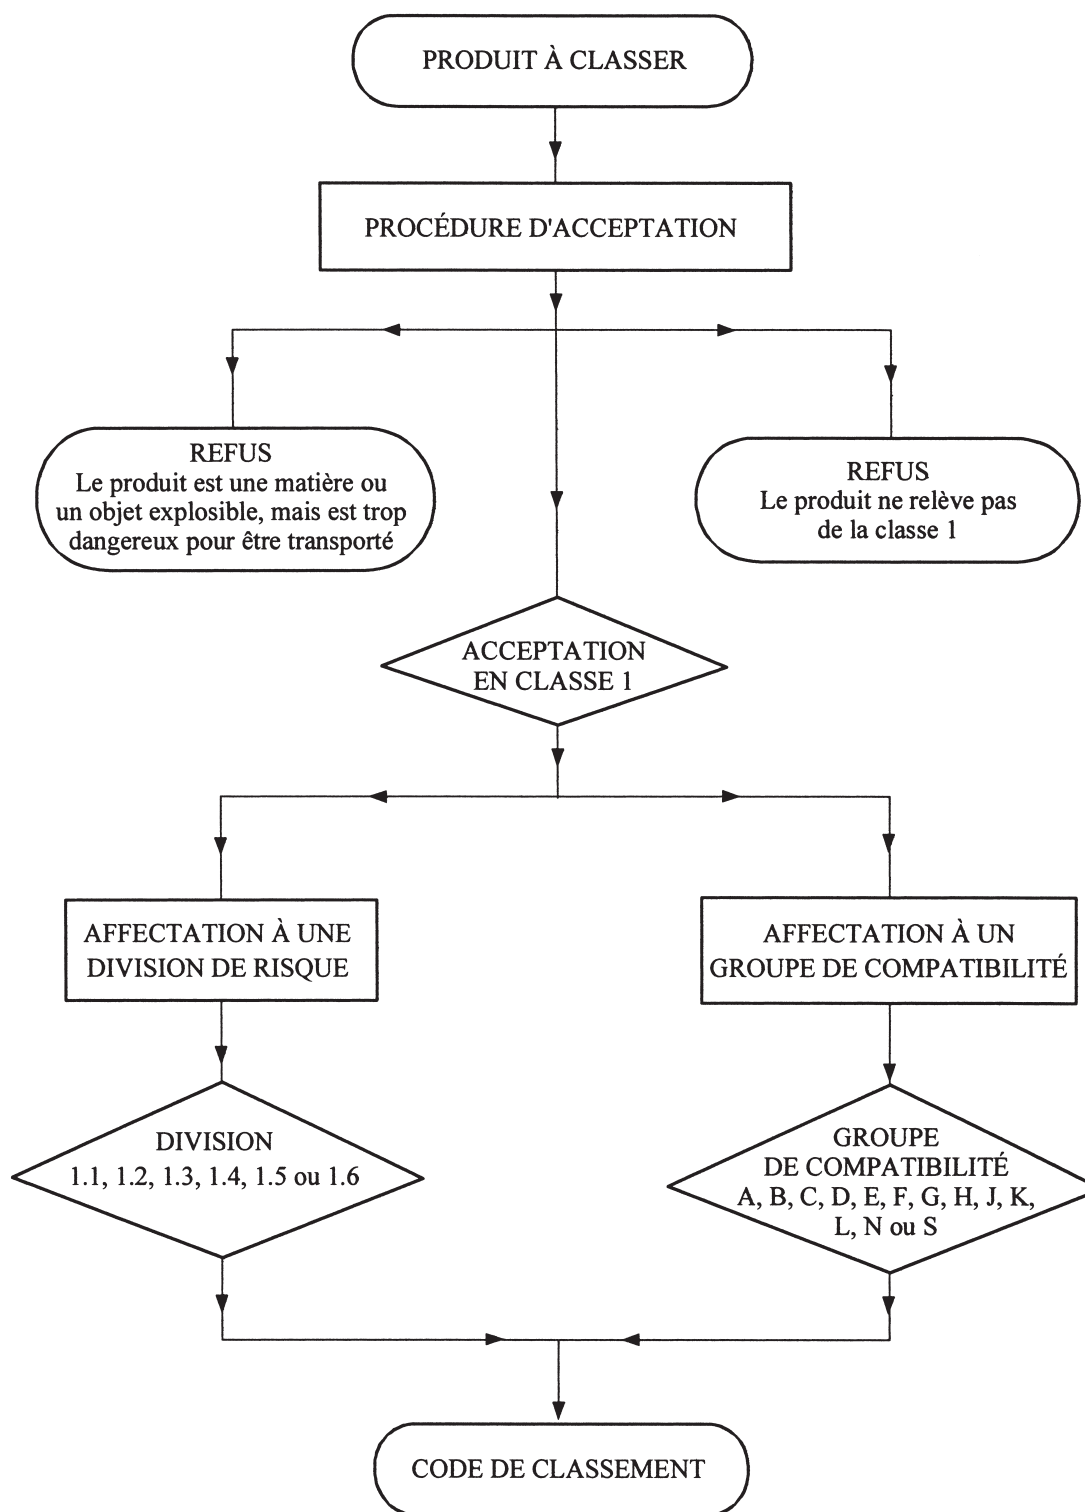 PRODUIT À CLASSER
PROCÉDURE D'ACCEPTATION
REFUS
Le produit est une matière ou
un objet explosible, mais est trop
dangereux pour être transporté
REFUS
Le produit ne relève pas
de la classe 1
ACCEPTATION
EN CLASSE 1
AFFECTATION À UNE
DIVISION DE RISQUE
AFFECTATION À UN
GROUPE DE COMPATIBILITÉ
DIVISION
1.1, 1.2, 1.3, 1.4, 1.5 ou 1.6
GROUPE
DE COMPATIBILITÉ
A, B, C, D, E, F, G, H, J, K,
L, N ou S
CODE DE CLASSEMENT